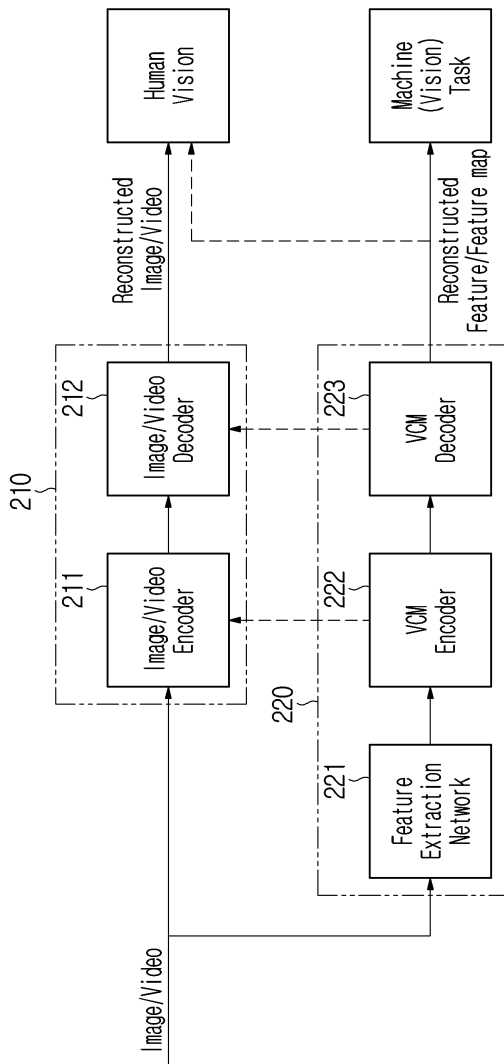 Image/Video
210
211
Image/Video
Encoder
212
Image/Video
Decoder
Reconstructed
Image/Video
Human
Vision
220
221
Feature
Extraction
Network
222
VCM
Encoder
223
VCM
Decoder
Reconstructed
Feature/Feature map
Machine
(Vision)
Task